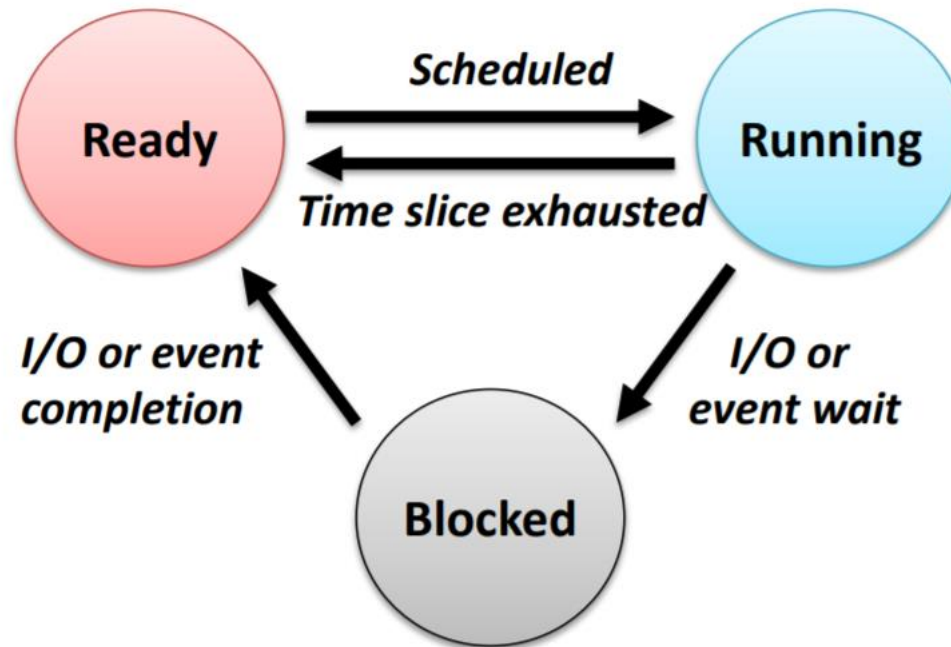 Scheduled
Ready
Running
Time slice exhausted
I/O or event
completion
I/O or
event wait
Blocked